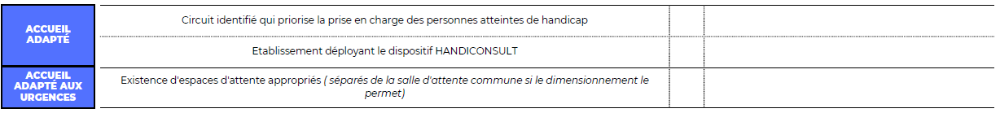 ACCUEIL
ADAPTÉ
Circuit identifié qui priorise la prise en charge des personnes atteintes de handicap
Etablissement déployant le dispositif HANDICONSULT
ACCUEIL
ADAPTÉ AUX
URGENCES
Existence d'espaces d'attente appropriés ( séparés de la salle d'attente commune si le dimensionnement le
permet)